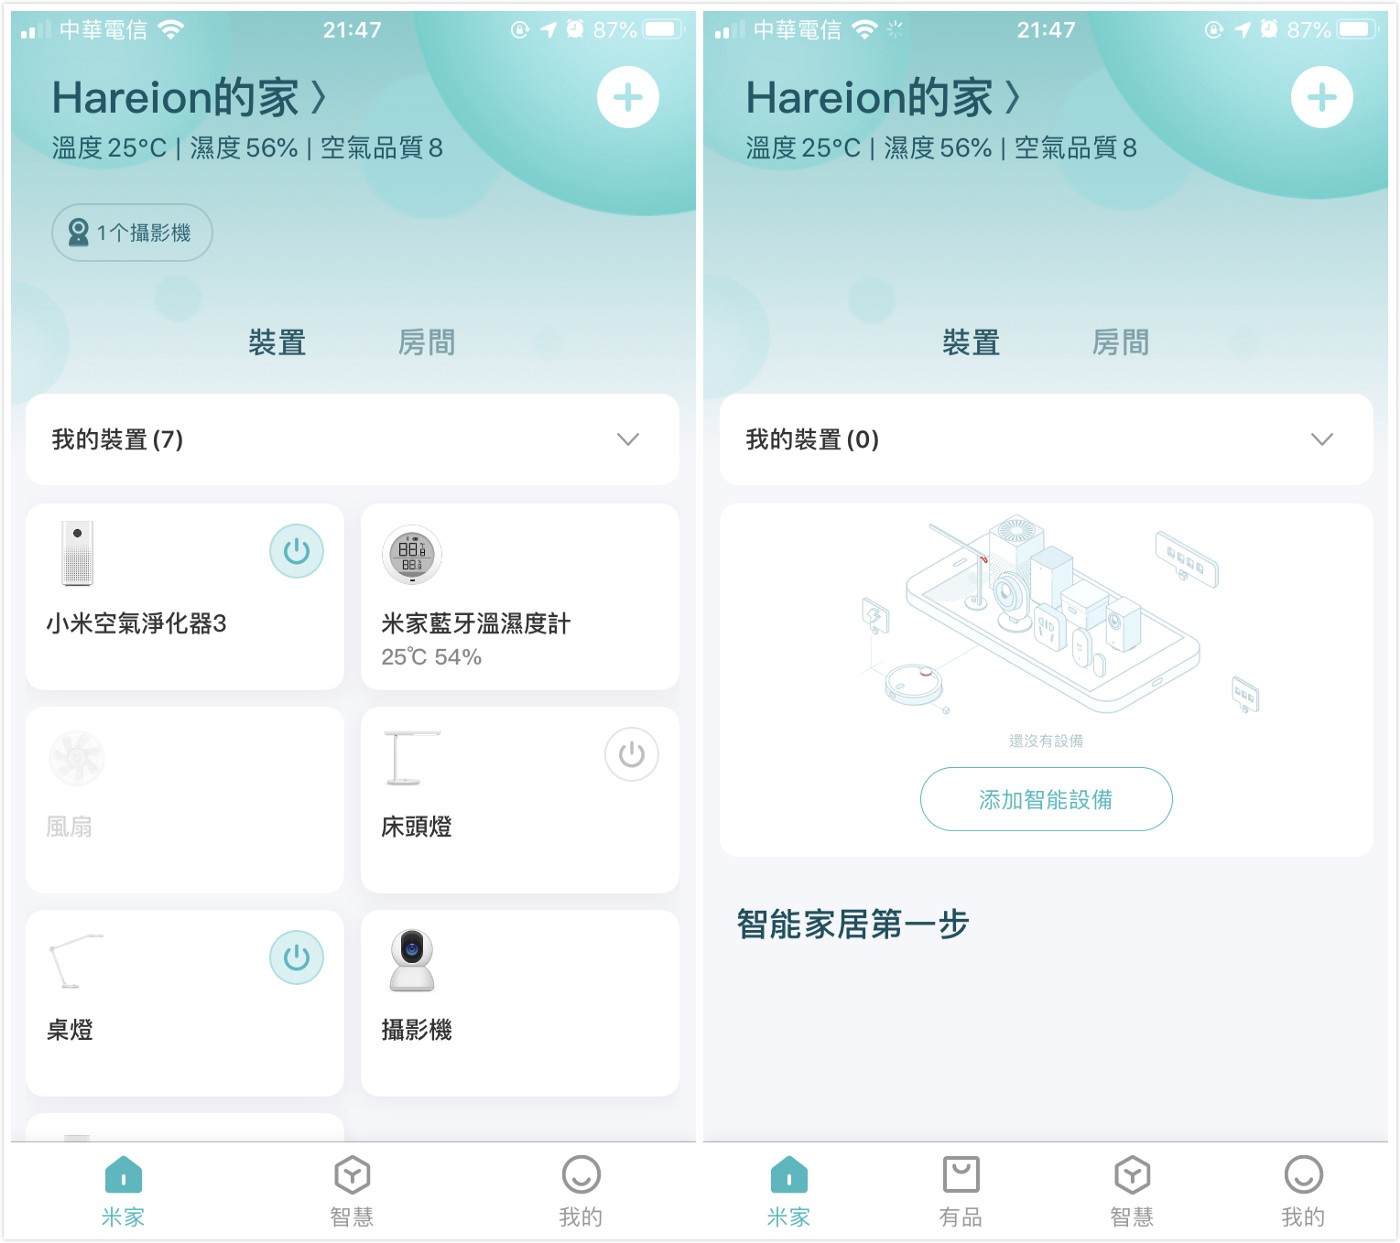 中華電信 21:47 87%
Hareion的家 〉
溫度 25°C | 濕度 56% | 空氣品質 8
1个攝影機
裝置 房間
我的裝置 (7)
小米空氣淨化器3
米家藍牙溫濕度計
25℃ 54%
風扇
床頭燈
桌燈
攝影機
米家 智慧 我的
中華電信 21:47 87%
Hareion的家 〉
溫度 25°C | 濕度 56% | 空氣品質 8
裝置 房間
我的裝置 (0)
還沒有設備
添加智能設備
智能家居第一步
米家 有品 智慧 我的